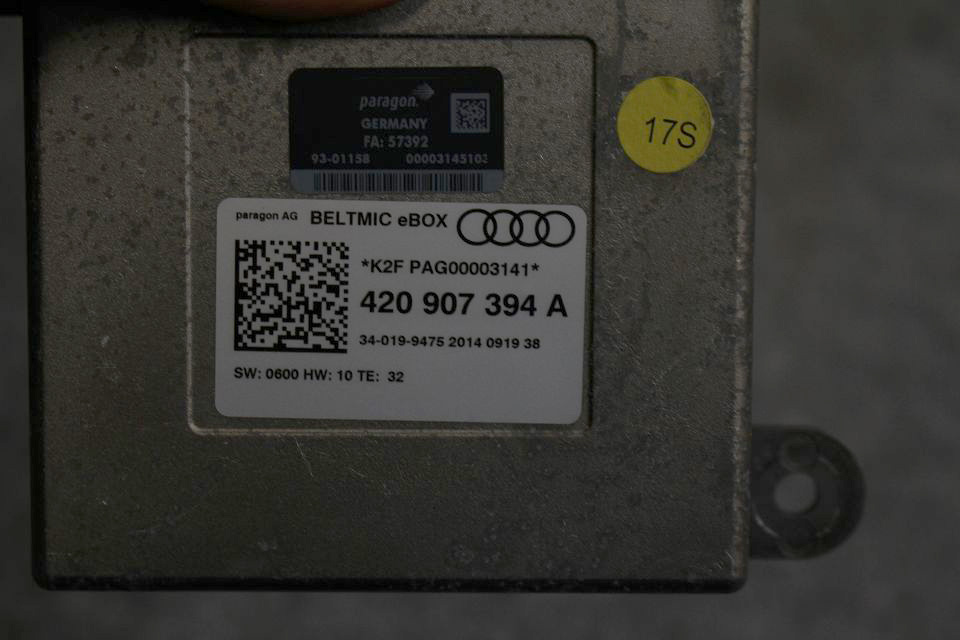 paragon
GERMANY
FA: 57392
93-01158 00003145103
17S
paragon AG BELTMIC eBOX
*K2F PAG00003141*
420 907 394 A
34-019-9475 2014 0919 38
SW: 0600 HW: 10 TE: 32